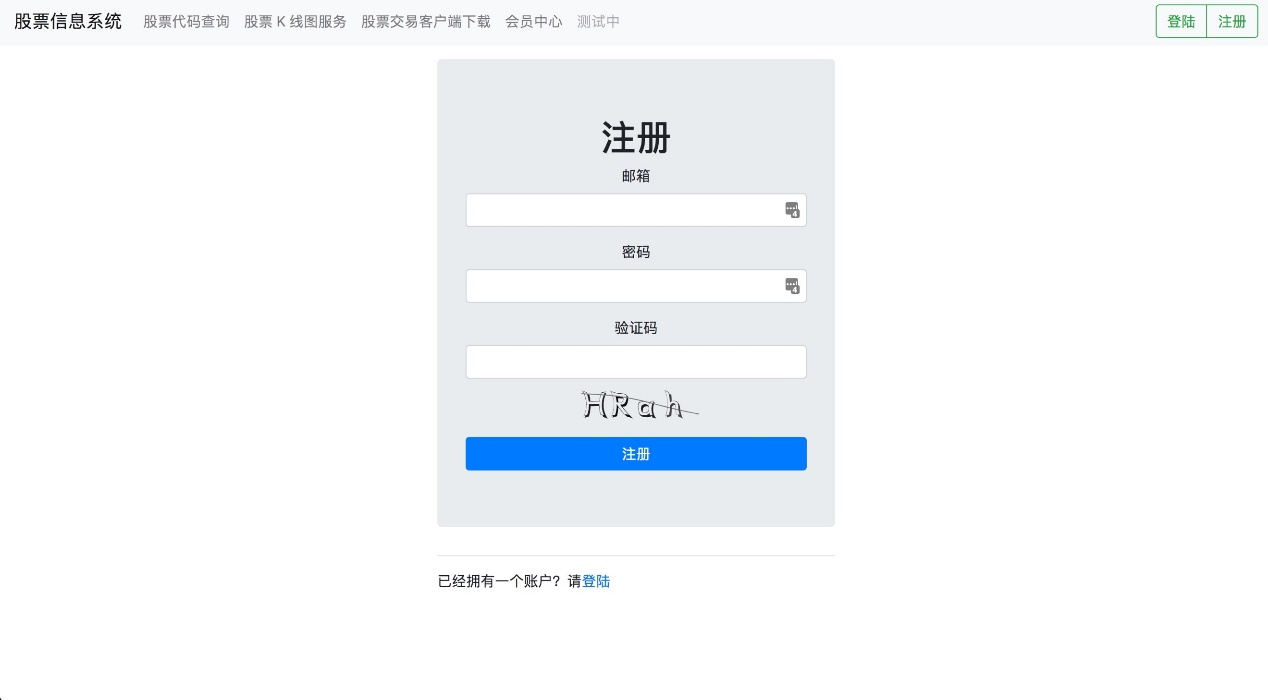 股票信息系统 股票代码查询 股票 K 线图服务 股票交易客户端下载 会员中心 测试中 登陆 注册
注册
邮箱
密码
验证码
HRah
注册
已经拥有一个账户？请登陆